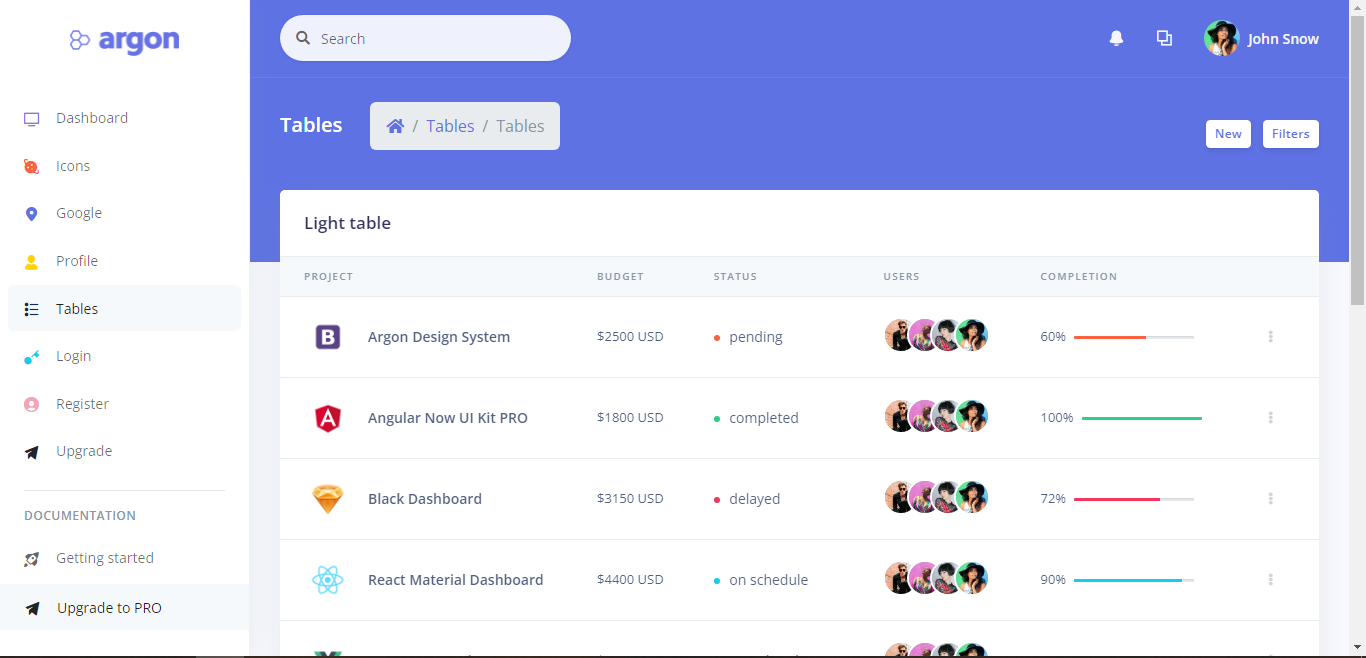 argon
Search
John Snow
Dashboard
Icons
Google
Profile
Tables
Login
Register
Upgrade
DOCUMENTATION
Getting started
Upgrade to PRO
Tables
/ Tables / Tables
New
Filters
Light table
PROJECT BUDGET STATUS USERS COMPLETION
B Argon Design System $2500 USD pending 60%
A Angular Now UI Kit PRO $1800 USD completed 100%
Black Dashboard $3150 USD delayed 72%
React Material Dashboard $4400 USD on schedule 90%